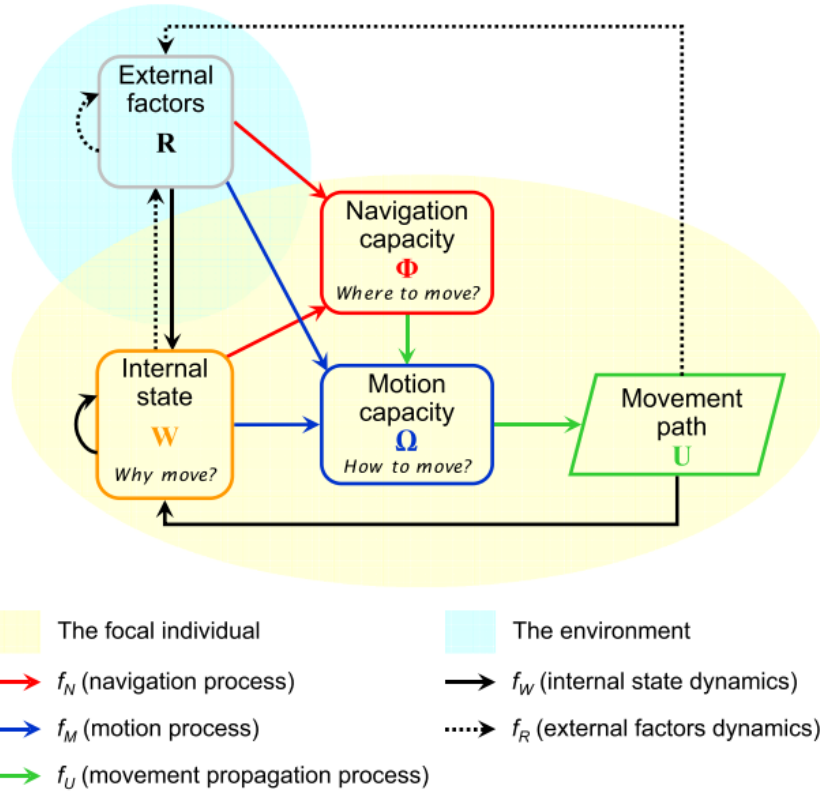 External
factors
R
Navigation
capacity
Φ
Where to move?
Internal
state
W
Why move?
Motion
capacity
Ω
How to move?
Movement
path
U
The focal individual
The environment
f_N (navigation process)
f_W (internal state dynamics)
f_M (motion process)
f_R (external factors dynamics)
f_U (movement propagation process)